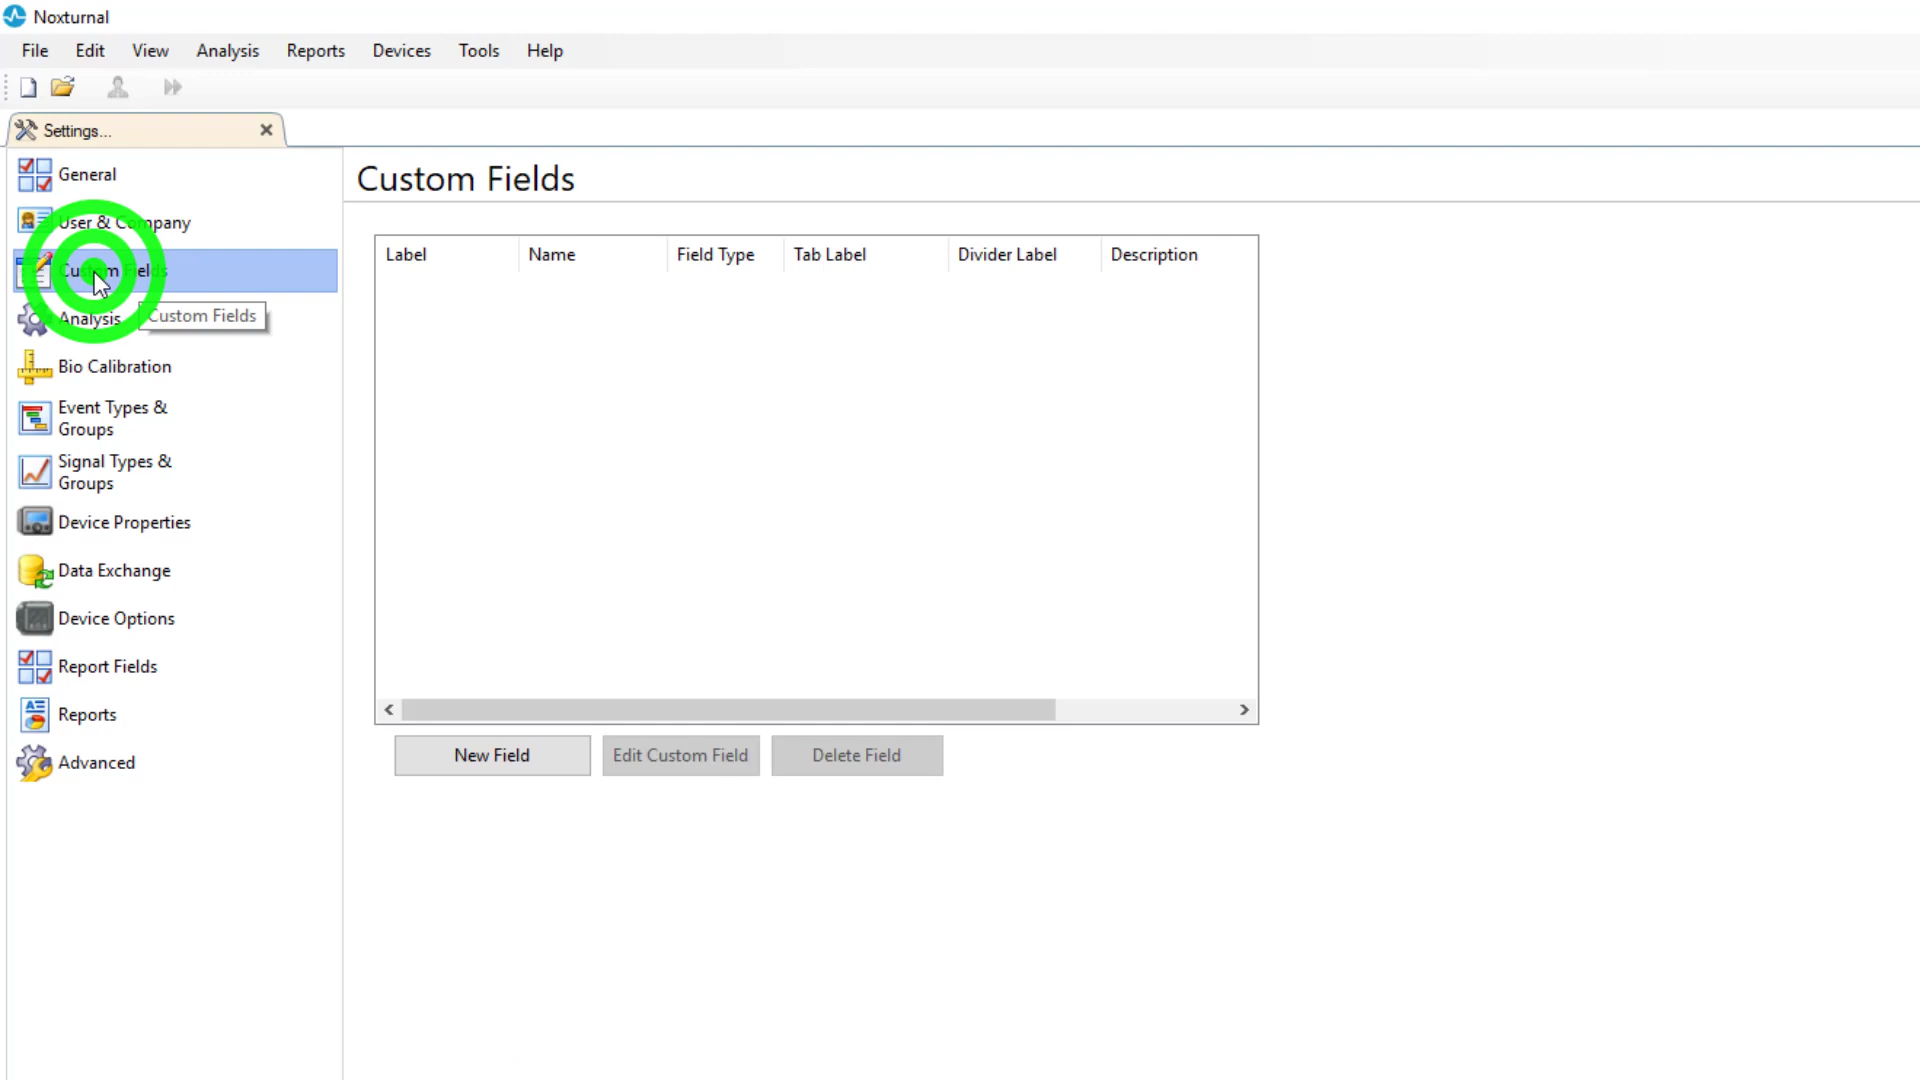 Noxturnal
File Edit View Analysis Reports Devices Tools Help
Settings...
General
User & Company
Custom Fields
Custom Fields
Analysis
Bio Calibration
Event Types &
Groups
Signal Types &
Groups
Device Properties
Data Exchange
Device Options
Report Fields
Reports
Advanced
Custom Fields
Label Name Field Type Tab Label Divider Label Description
New Field Edit Custom Field Delete Field